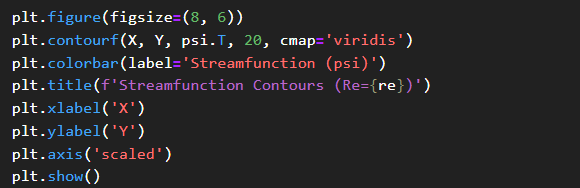 plt.figure(figsize=(8, 6))
plt.contourf(X, Y, psi.T, 20, cmap='viridis')
plt.colorbar(label='Streamfunction (psi)')
plt.title(f'Streamfunction Contours (Re={re})')
plt.xlabel('X')
plt.ylabel('Y')
plt.axis('scaled')
plt.show()